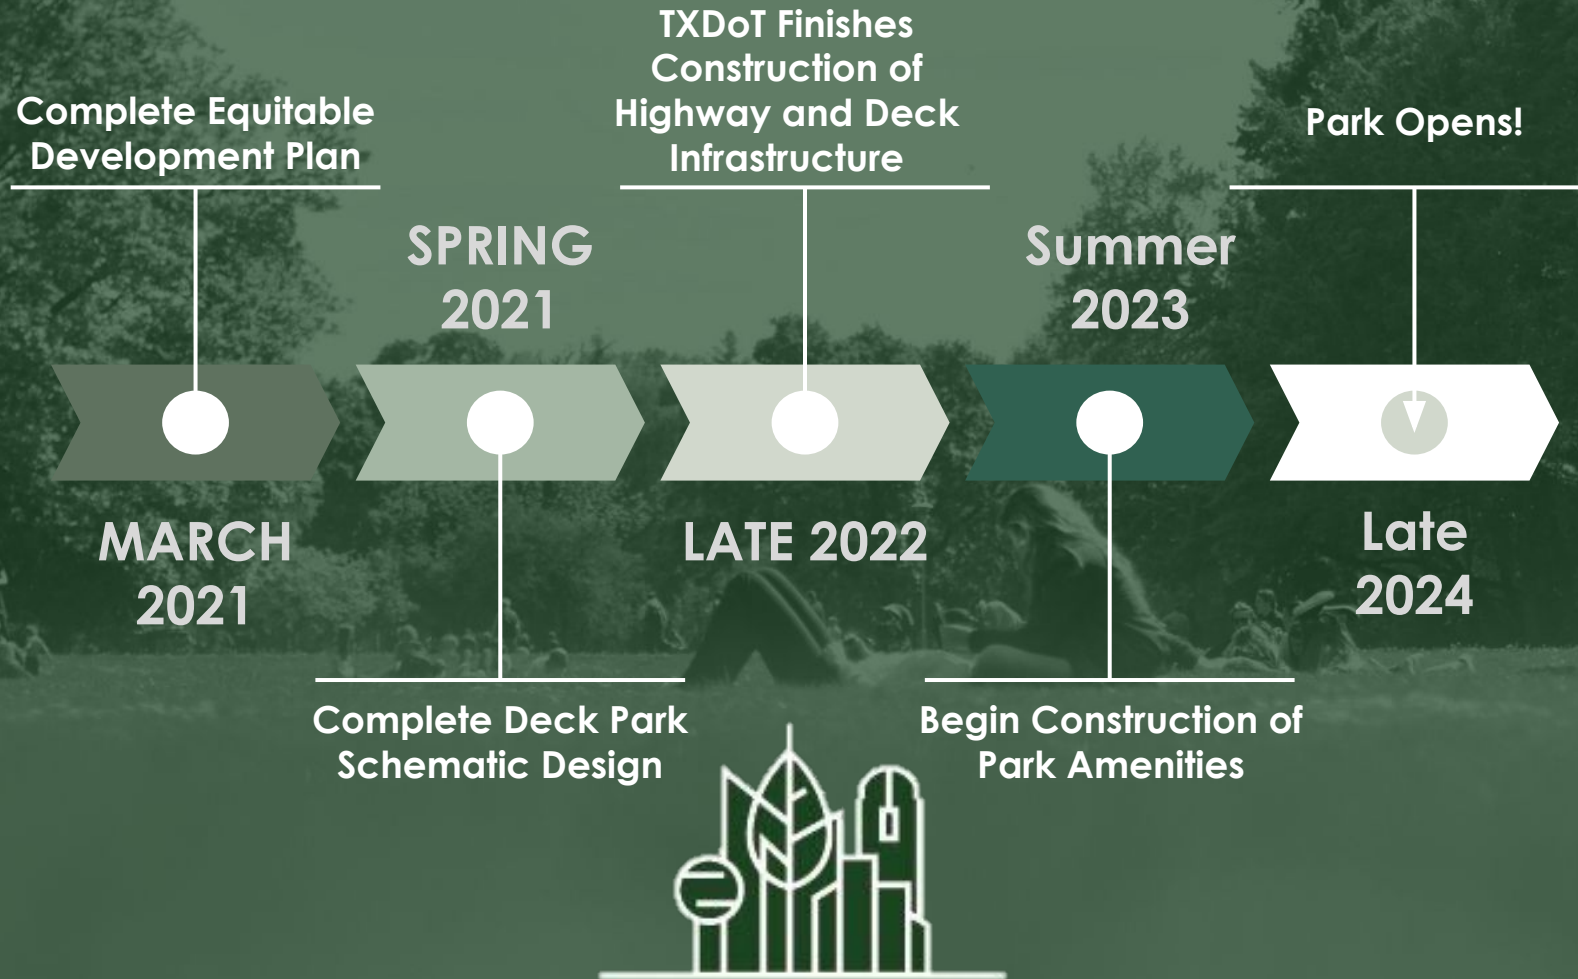 Complete Equitable
Development Plan
MARCH
2021
SPRING
2021
Complete Deck Park
Schematic Design
TXDoT Finishes
Construction of
Highway and Deck
Infrastructure
LATE 2022
Summer
2023
Begin Construction of
Park Amenities
Park Opens!
Late
2024